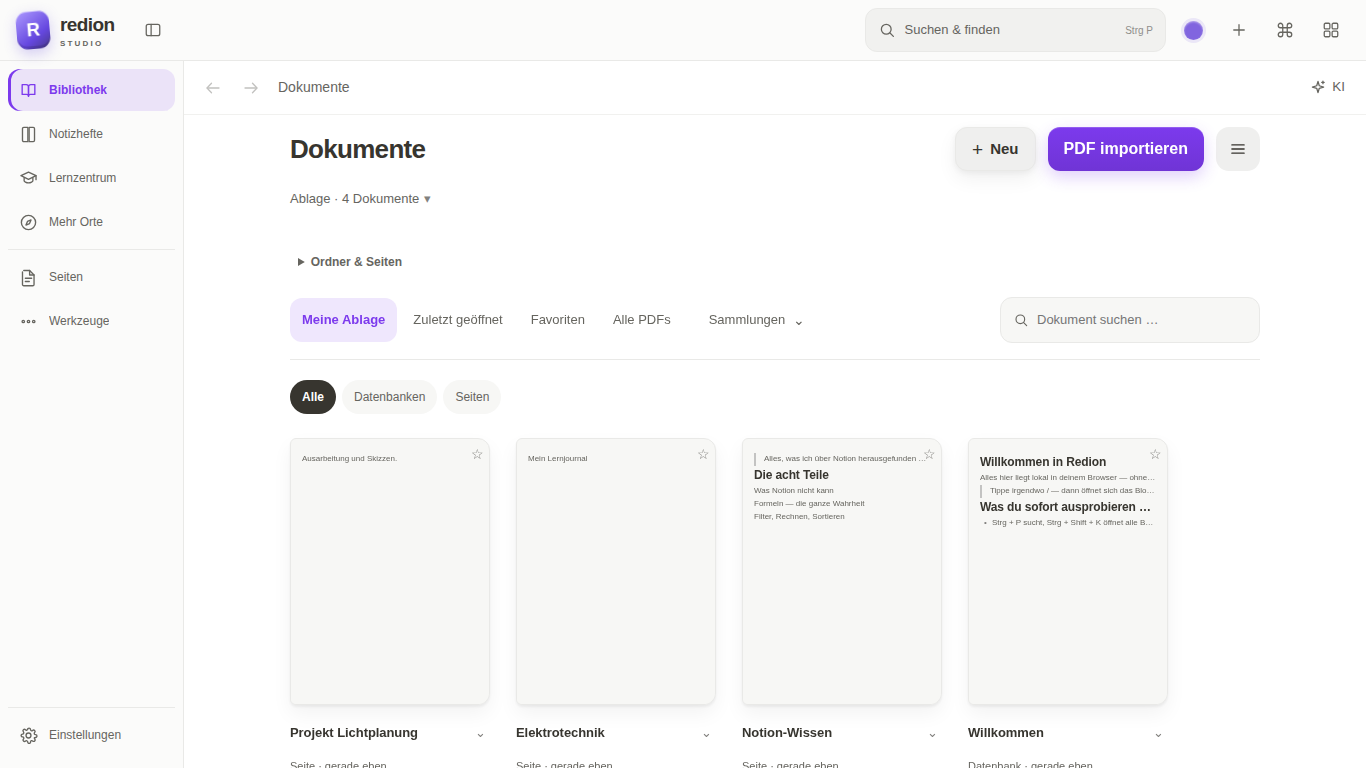 R
redion
STUDIO
Suchen & finden
Strg P
Bibliothek
Notizhefte
Lernzentrum
Mehr Orte
Seiten
Werkzeuge
Einstellungen
Dokumente
KI
Dokumente
+ Neu
PDF importieren
Ablage · 4 Dokumente ▾
▶ Ordner & Seiten
Meine Ablage
Zuletzt geöffnet
Favoriten
Alle PDFs
Sammlungen
Dokument suchen …
Alle
Datenbanken
Seiten
Ausarbeitung und Skizzen.
☆
Projekt Lichtplanung
Seite · gerade eben
Mein Lernjournal
☆
Elektrotechnik
Seite · gerade eben
Alles, was ich über Notion herausgefunden …
☆
Die acht Teile
Was Notion nicht kann
Formeln — die ganze Wahrheit
Filter, Rechnen, Sortieren
Notion-Wissen
Seite · gerade eben
☆
Willkommen in Redion
Alles hier liegt lokal in deinem Browser — ohne…
Tippe irgendwo / — dann öffnet sich das Blo…
Was du sofort ausprobieren …
• Strg + P sucht, Strg + Shift + K öffnet alle B…
Willkommen
Datenbank · gerade eben